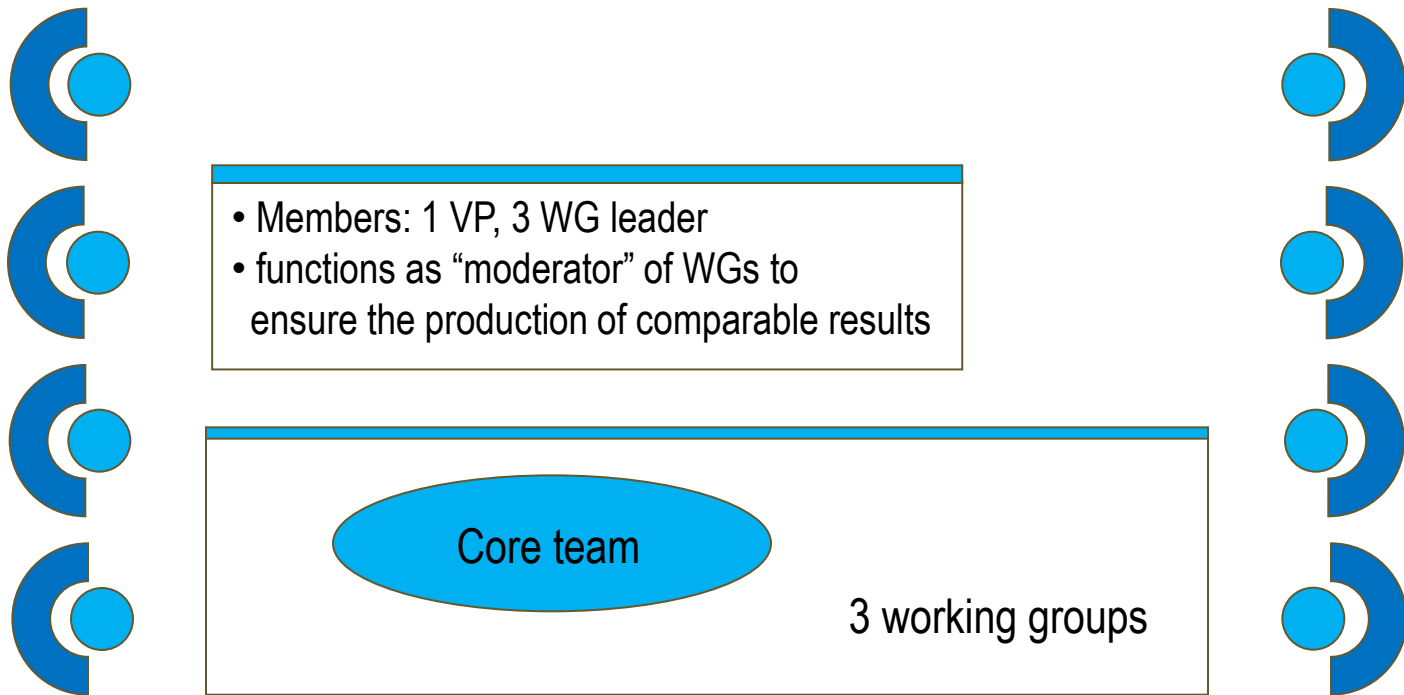 • Members: 1 VP, 3 WG leader
• functions as “moderator” of WGs to
ensure the production of comparable results
Core team
3 working groups